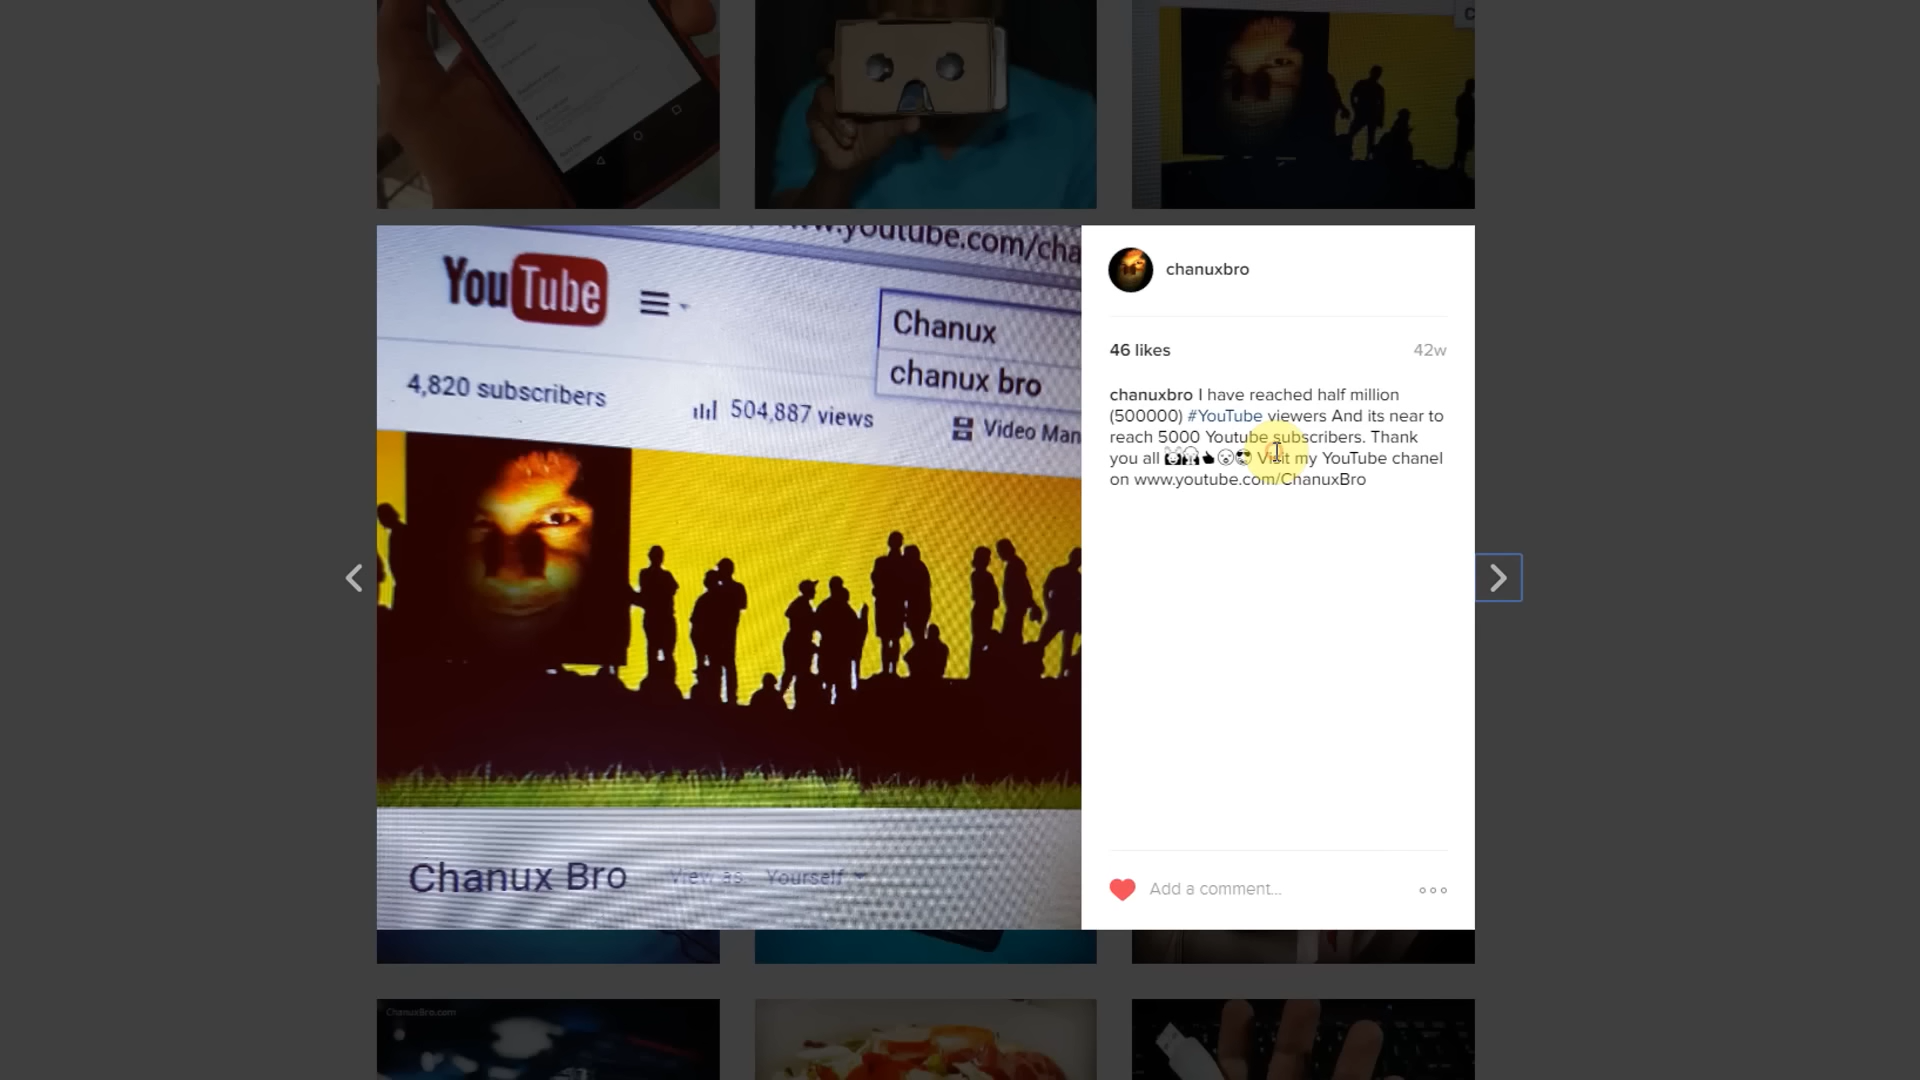 www.youtube.com/cha
YouTube
Chanux
chanux bro
4,820 subscribers
504,887 views
Video Man
Chanux Bro
View as: Yourself
chanuxbro
46 likes
42w
chanuxbro I have reached half million
(500000) #YouTube viewers And its near to
reach 5000 Youtube subscribers. Thank
you all Visit my YouTube chanel
on www.youtube.com/ChanuxBro
Add a comment...
ChanuxBro.com